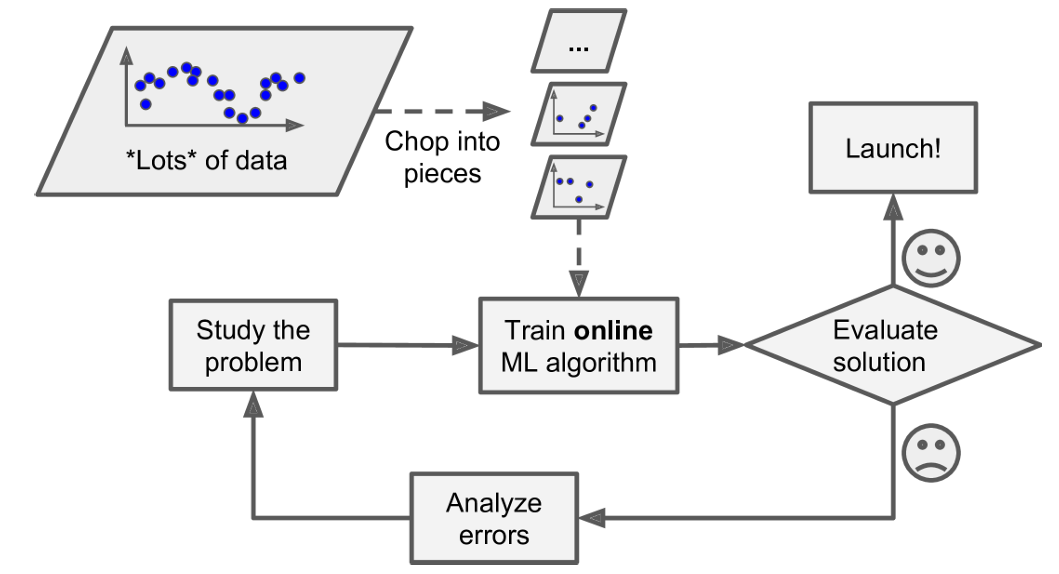 ...
*Lots* of data
Chop into
pieces
Launch!
Study the
problem
Train online
ML algorithm
Evaluate
solution
Analyze
errors